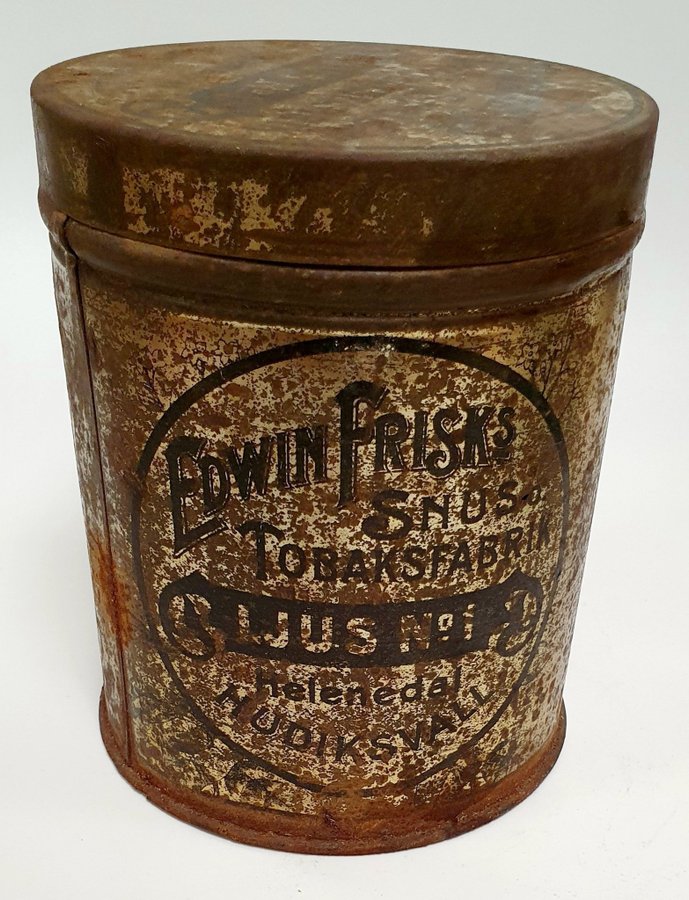 EDWIN FRISKS
SNUS- o.
TOBAKSFABRIK
LJUS No 1
Helenedal
HUDIKSVALL